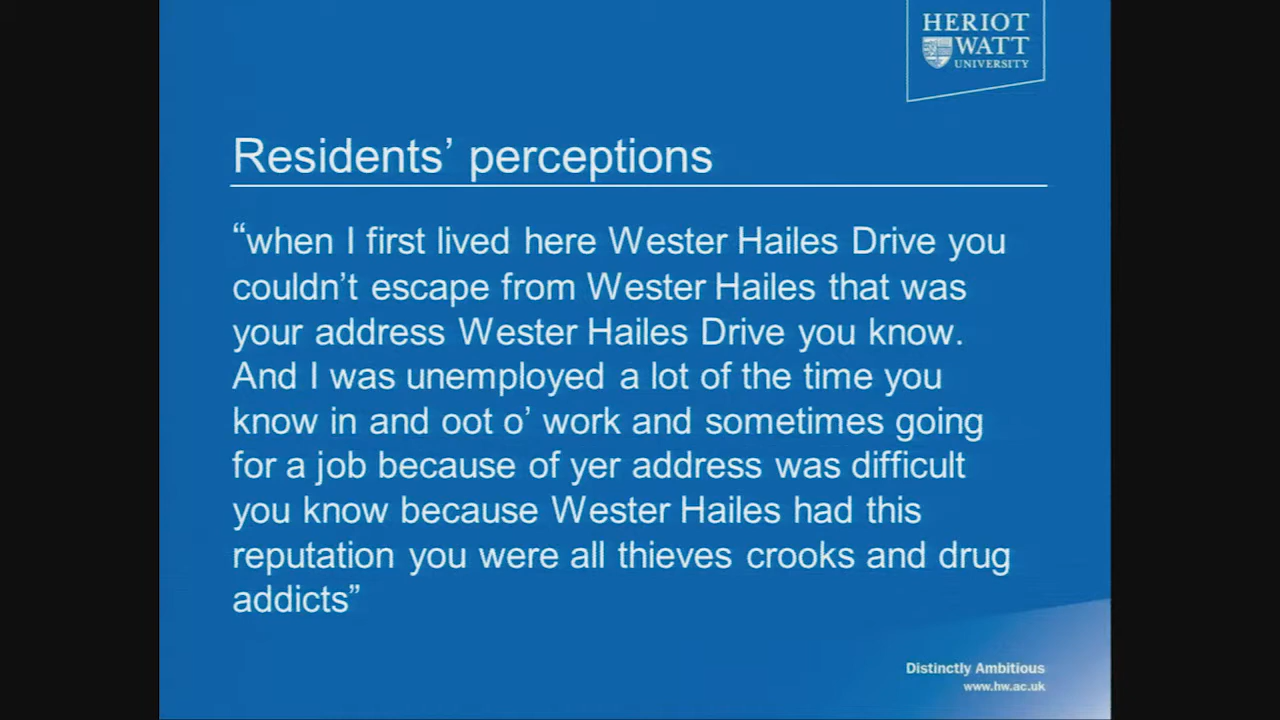 HERIOT
WATT
UNIVERSITY
Residents’ perceptions
“when I first lived here Wester Hailes Drive you
couldn’t escape from Wester Hailes that was
your address Wester Hailes Drive you know.
And I was unemployed a lot of the time you
know in and oot o’ work and sometimes going
for a job because of yer address was difficult
you know because Wester Hailes had this
reputation you were all thieves crooks and drug
addicts”
Distinctly Ambitious
www.hw.ac.uk